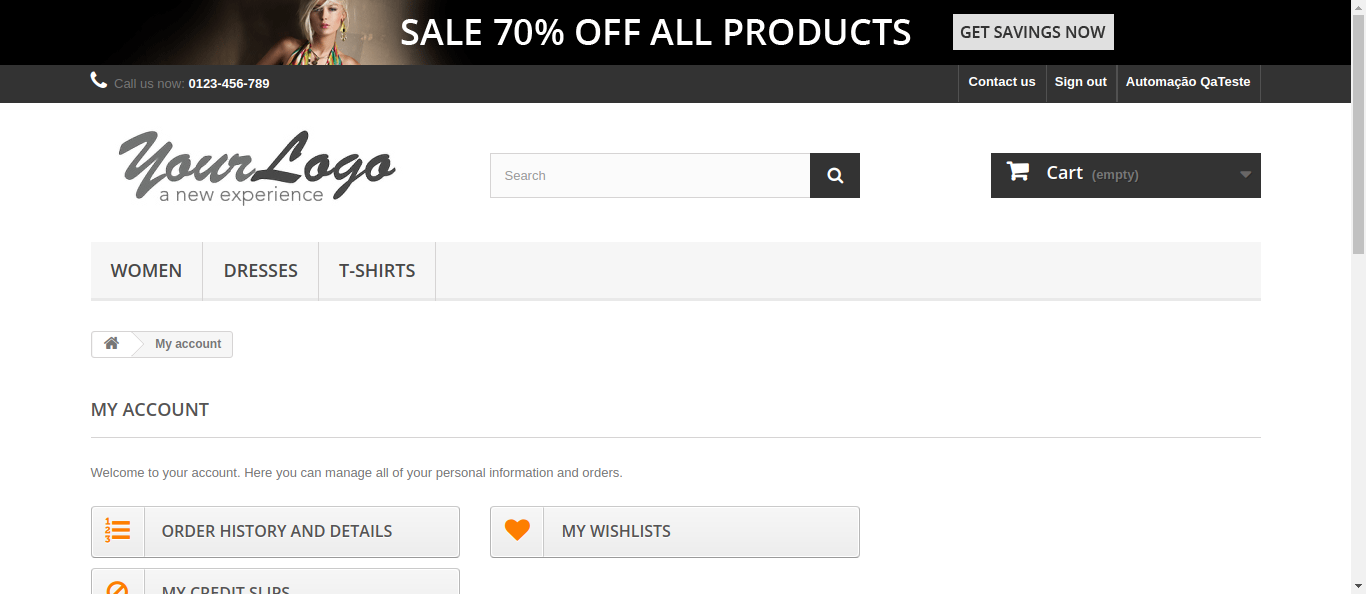 SALE 70% OFF ALL PRODUCTS GET SAVINGS NOW
Call us now: 0123-456-789 Contact us Sign out Automação QaTeste
YourLogo
a new experience
Search
Cart (empty)
WOMEN DRESSES T-SHIRTS
My account
MY ACCOUNT
Welcome to your account. Here you can manage all of your personal information and orders.
1 2 3 ORDER HISTORY AND DETAILS MY WISHLISTS
MY CREDIT SLIPS